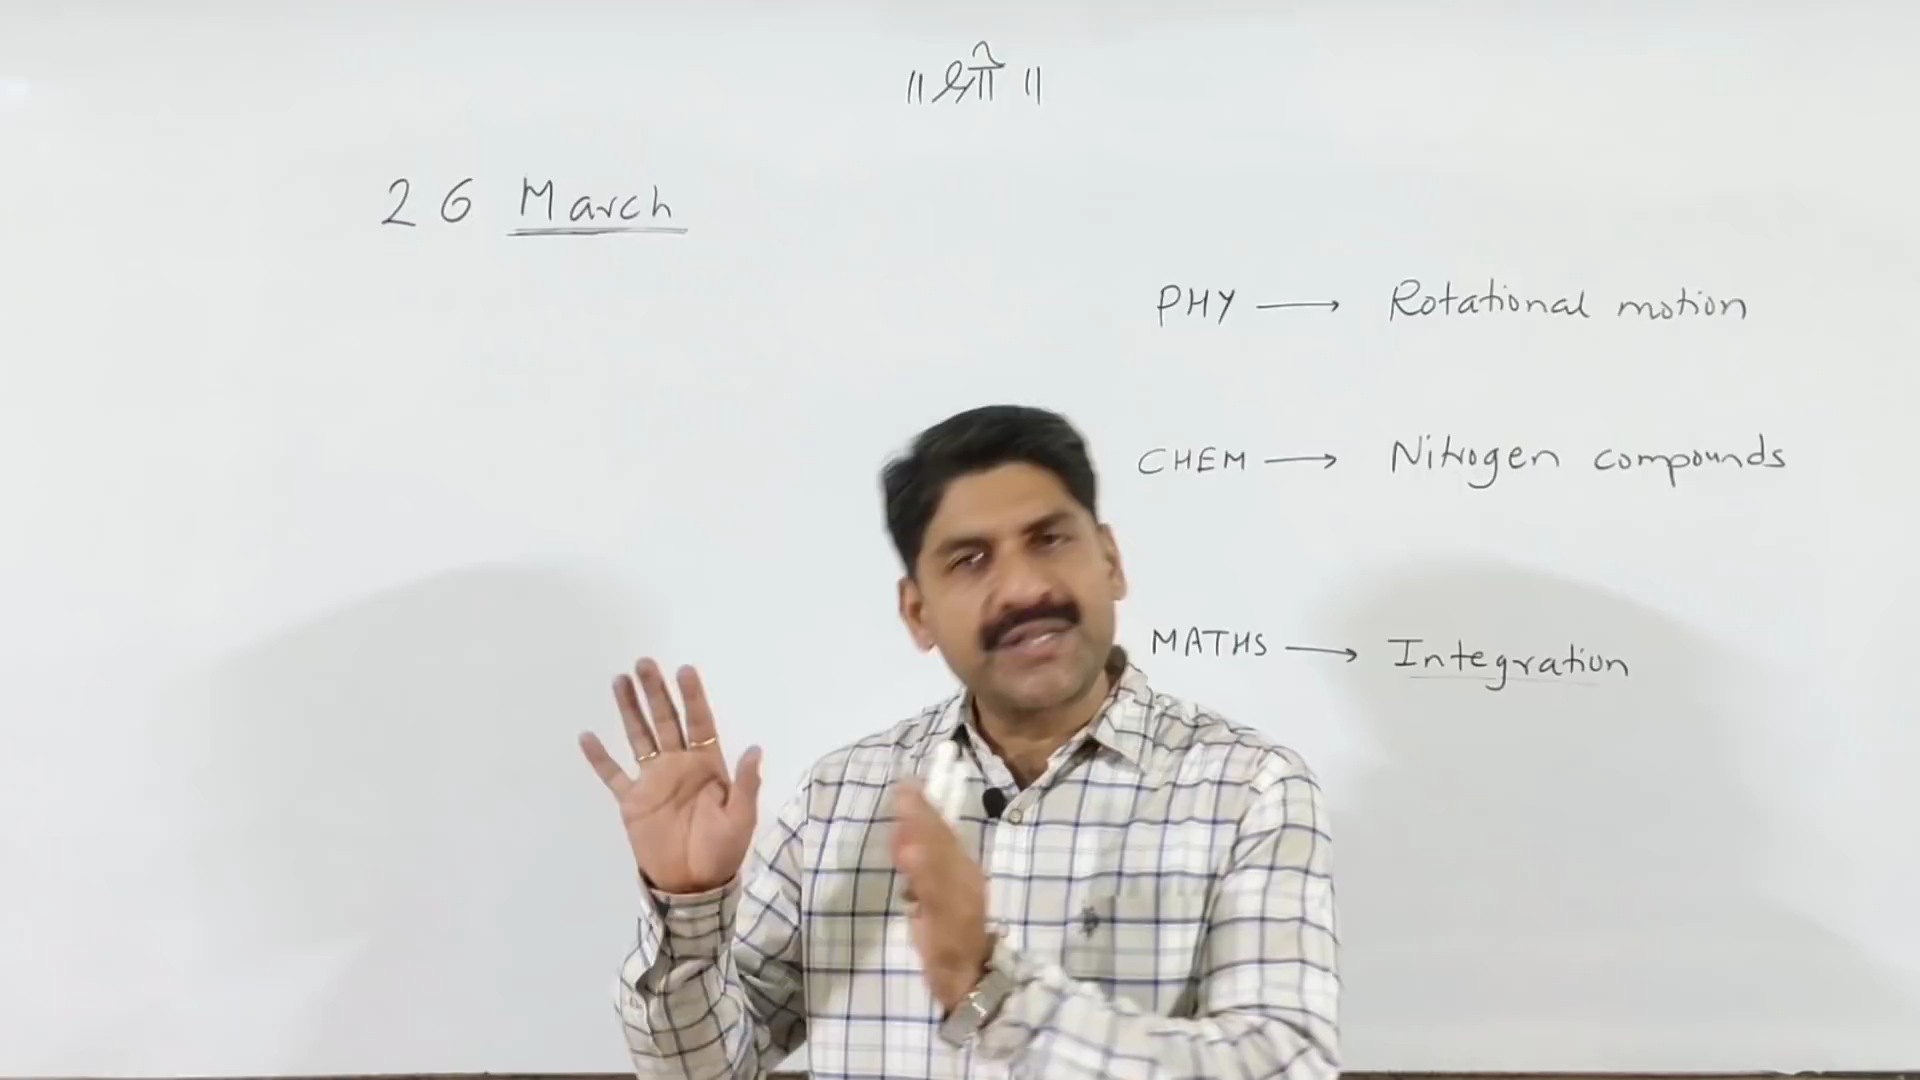 ॥ श्री ॥
26 March
PHY → Rotational motion
CHEM → Nitrogen compounds
MATHS → Integration